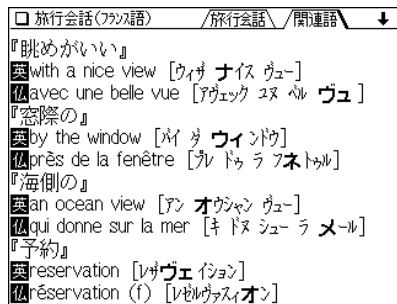 □ 旅行会話(フランス語) 旅行会話 関連語 ↓
『眺めがいい』
英with a nice view [ウィザ ナイス ヴュー]
仏avec une belle vue [アヴェック ユヌ ベル ヴュ]
『窓際の』
英by the window [バイ ダ ウィンドウ]
仏près de la fenêtre [プレ ドゥ ラ フネトゥル]
『海側の』
英an ocean view [アン オウシャン ヴュー]
仏qui donne sur la mer [キ ドヌ シュー ラ メール]
『予約』
英reservation [レザヴェイション]
仏réservation (f) [レゼルヴァスィオン]